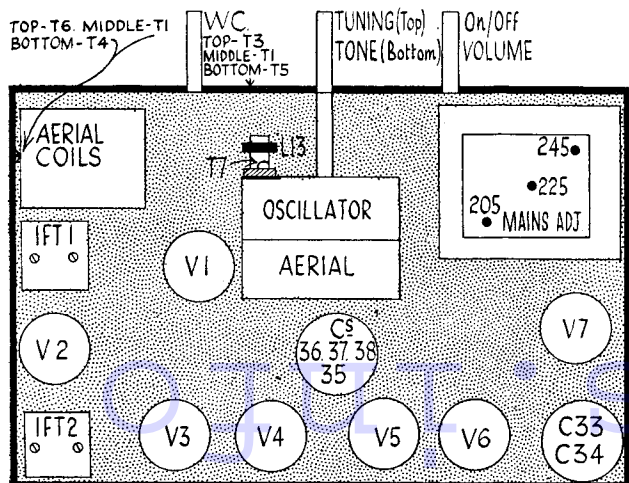 TOP-T6. MIDDLE-T1
BOTTOM-T4
W.C.
TOP-T3
MIDDLE-T1
BOTTOM-T5
TUNING(Top)
TONE(Bottom)
On/Off
VOLUME
AERIAL
COILS
L13
T7
OSCILLATOR
AERIAL
245
225
205
MAINS ADJ.
IFT1
V1
V2
Cs
36. 37. 38
35
V7
IFT2
V3
V4
V5
V6
C33
C34